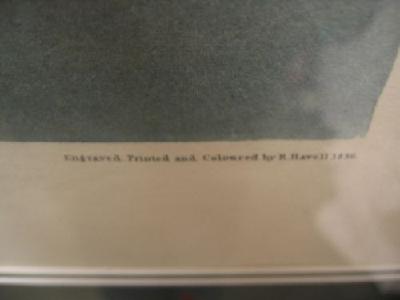 Engraved, Printed and, Coloured by R. Havell 1836.